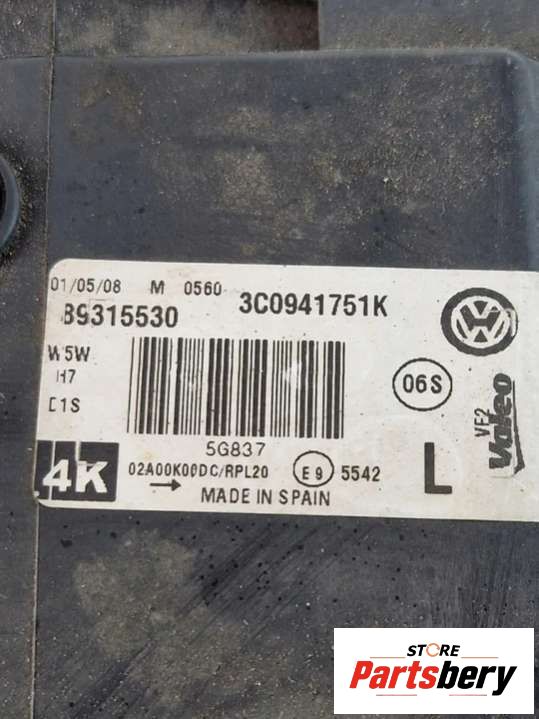 01/05/08 M 0560
89315530 3C0941751K
W5W
H7
D1S
06S
VE2
Valeo
5G837
4K
02A00K00DC/RPL20 E9 5542
L
MADE IN SPAIN
STORE
Partsbery